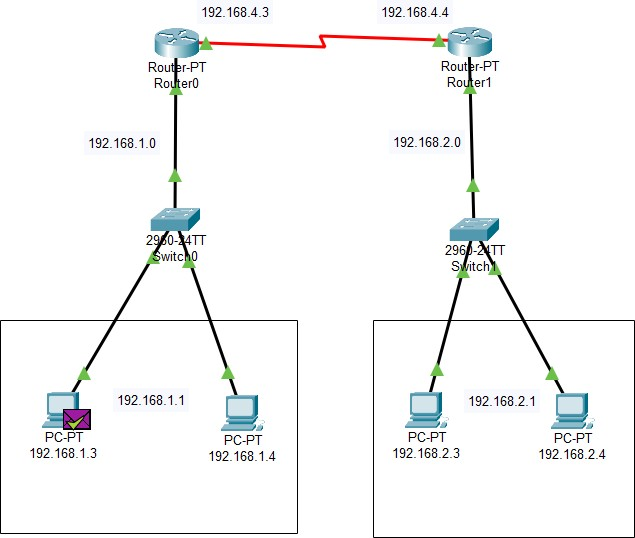 192.168.4.3
192.168.4.4
Router-PT
Router0
Router-PT
Router1
192.168.1.0
192.168.2.0
2960-24TT
Switch0
2960-24TT
Switch1
192.168.1.1
192.168.2.1
PC-PT
192.168.1.3
PC-PT
192.168.1.4
PC-PT
192.168.2.3
PC-PT
192.168.2.4